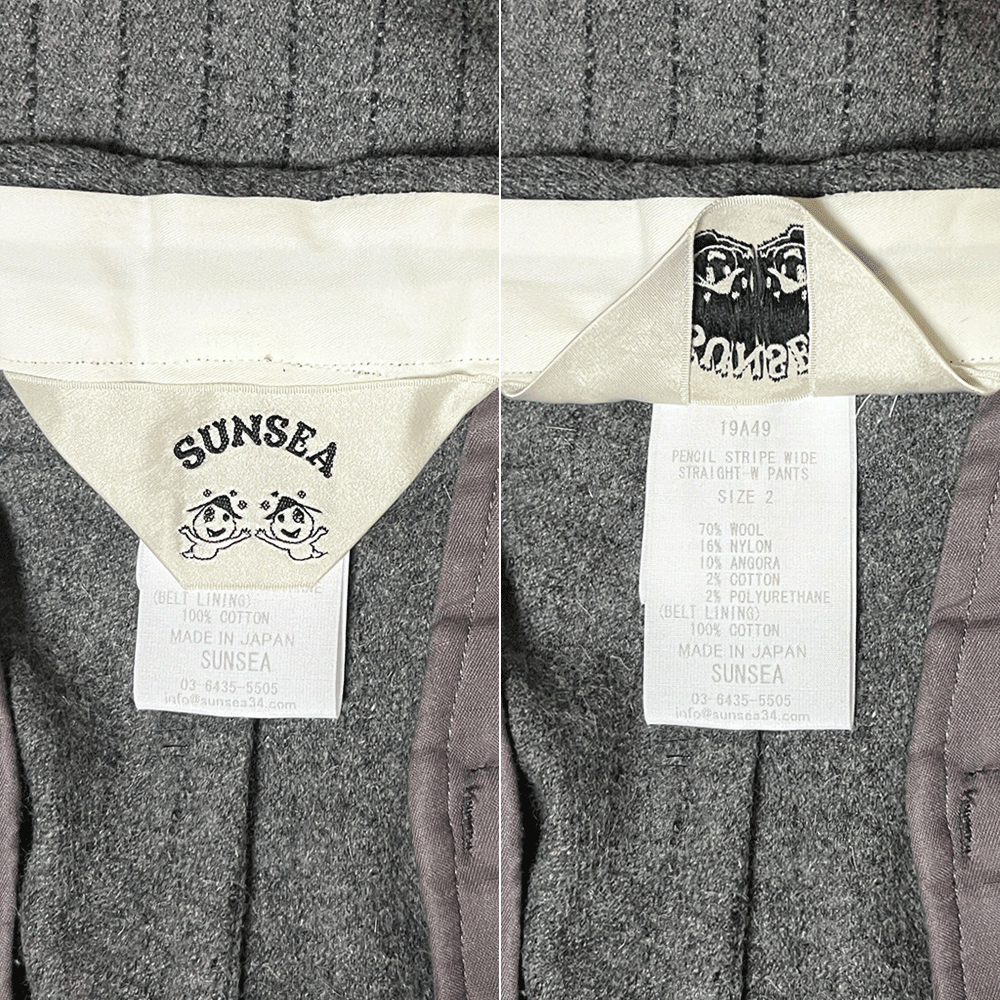 SUNSEA
(BELT LINING)
100% COTTON
MADE IN JAPAN
SUNSEA
03-6435-5505
info@sunsea34.com
SUNSE
19A49
PENCIL STRIPE WIDE
STRAIGHT-W PANTS
SIZE 2
70% WOOL
16% NYLON
10% ANGORA
2% COTTON
2% POLYURETHANE
(BELT LINING)
100% COTTON
MADE IN JAPAN
SUNSEA
03-6435-5505
info@sunsea34.com